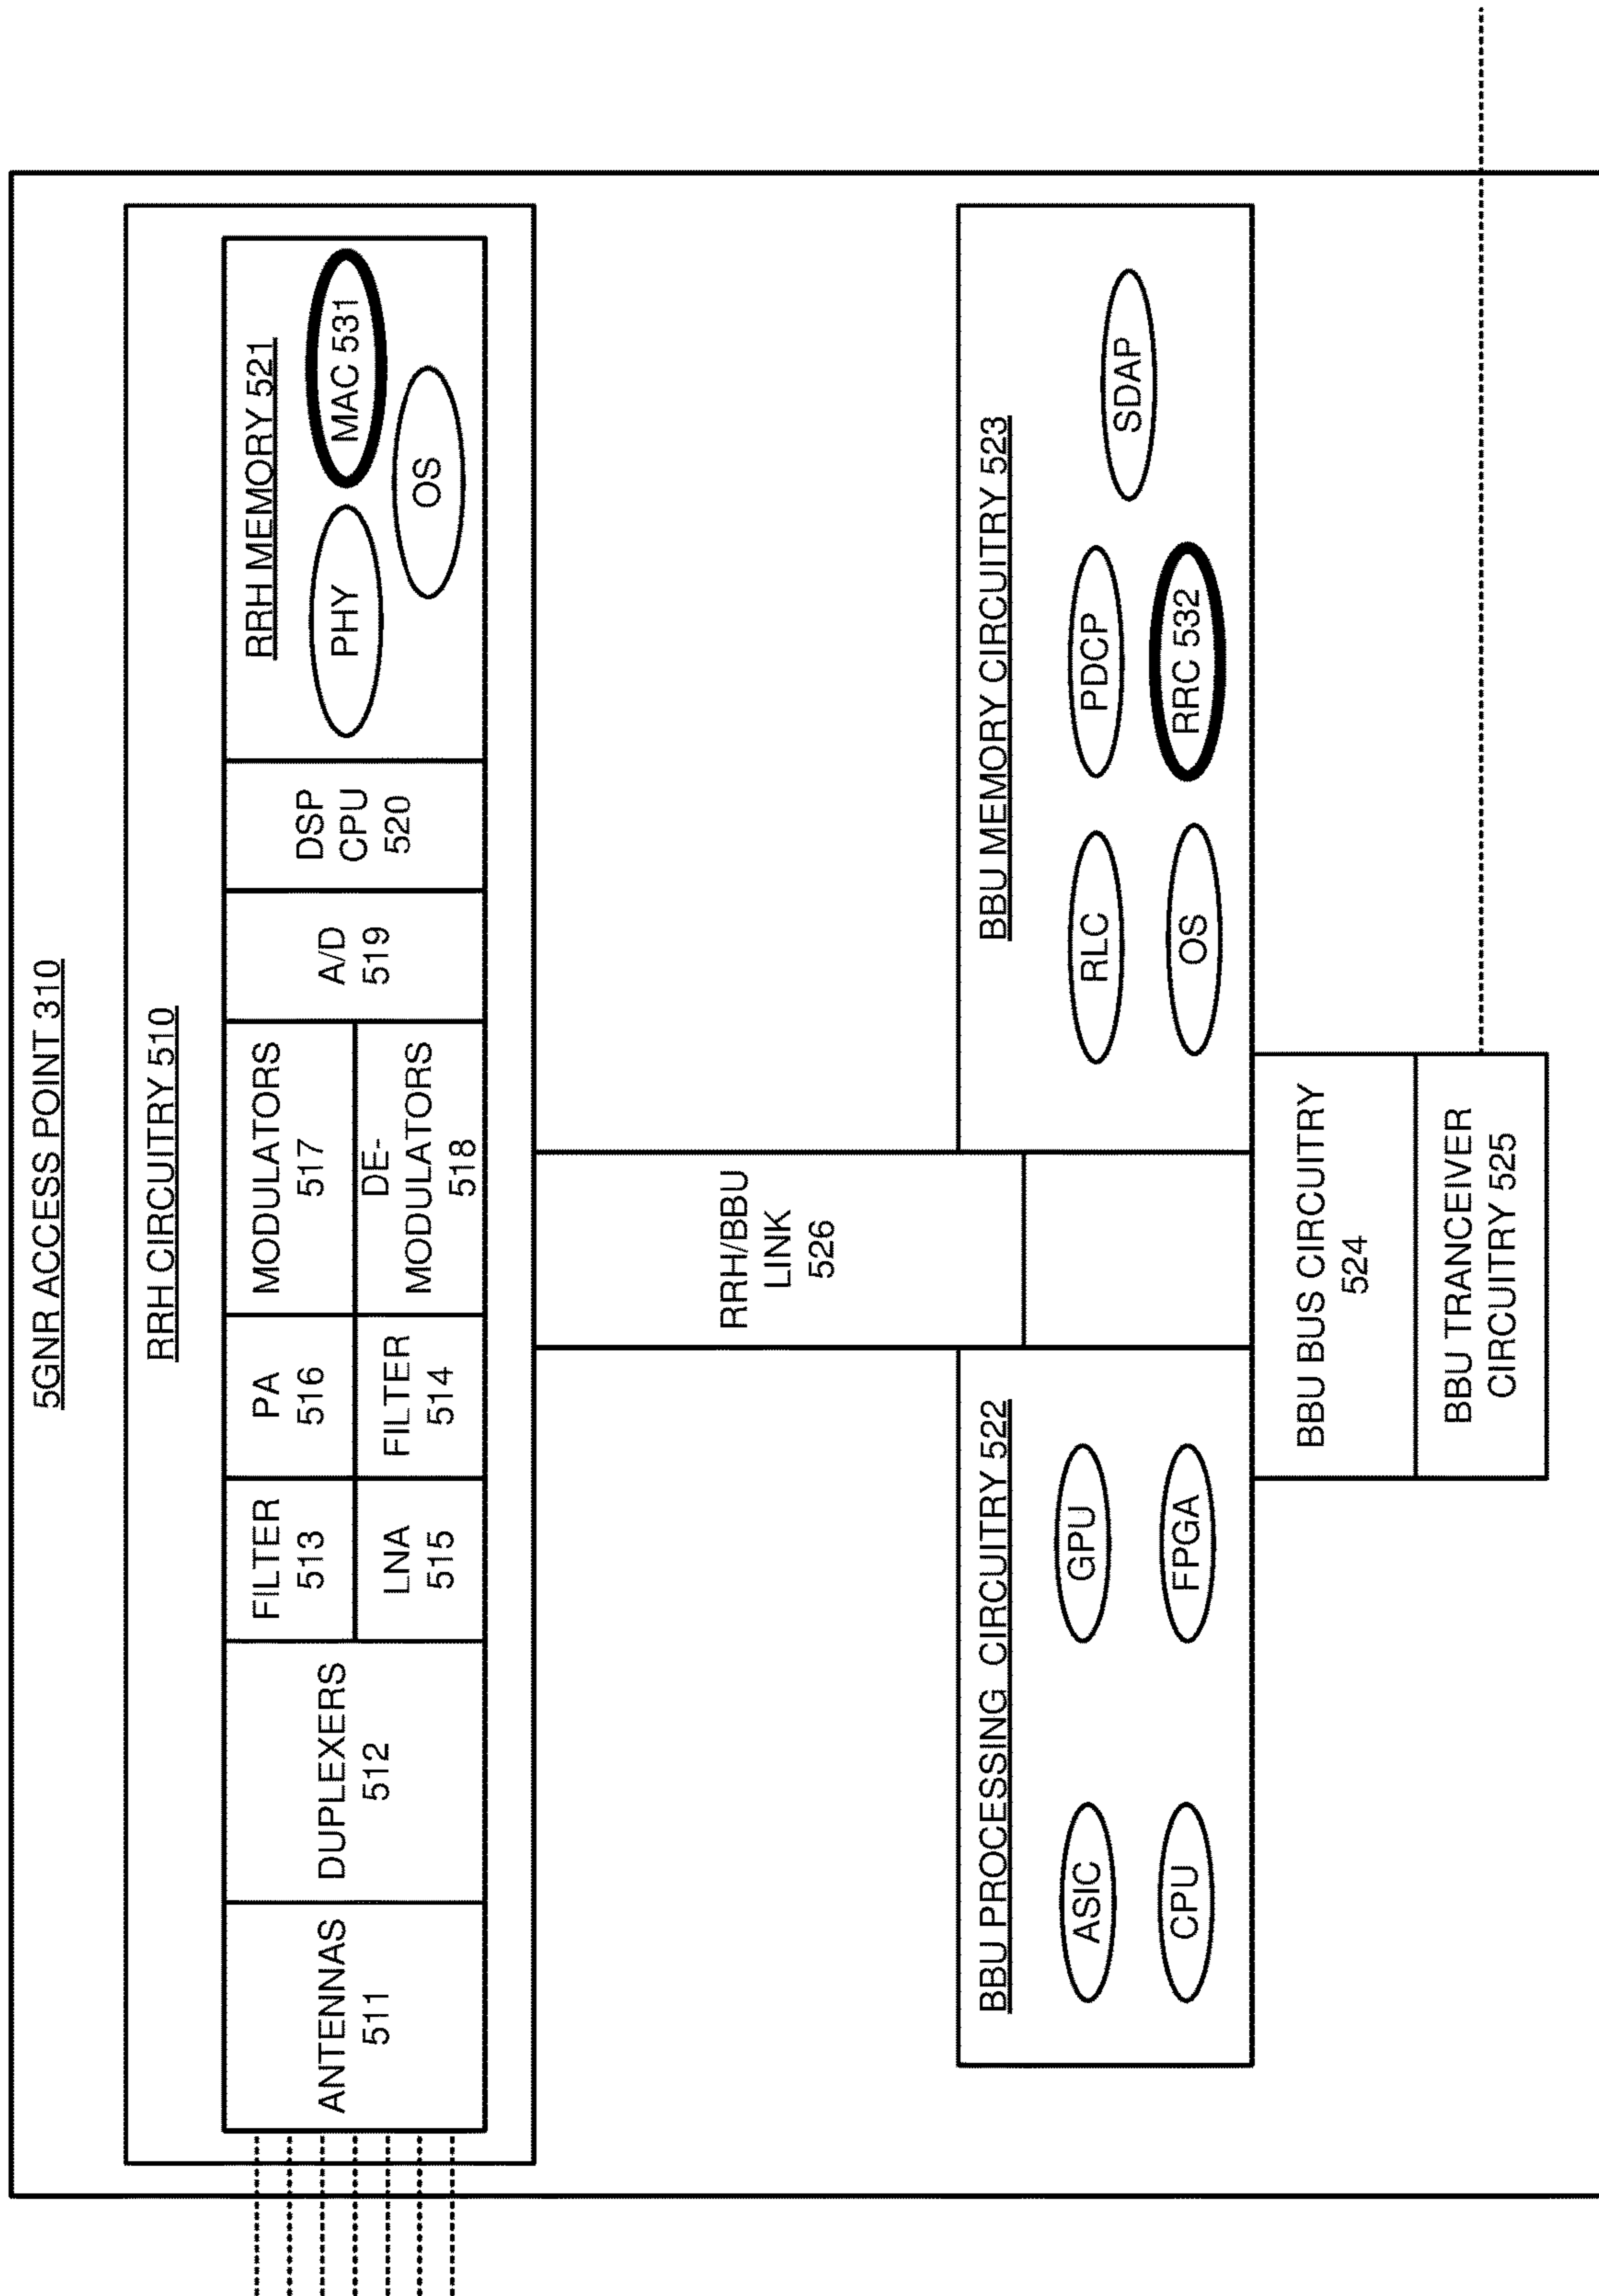 5GNR ACCESS POINT 310
RRH CIRCUITRY 510
ANTENNAS
511
DUPLEXERS
512
FILTER
513
PA
516
MODULATORS
517
LNA
515
FILTER
514
DE-
MODULATORS
518
A/D
519
DSP
CPU
520
RRH MEMORY 521
PHY
MAC 531
OS
RRH/BBU
LINK
526
BBU PROCESSING CIRCUITRY 522
ASIC
GPU
CPU
FPGA
BBU MEMORY CIRCUITRY 523
RLC
PDCP
SDAP
OS
RRC 532
BBU BUS CIRCUITRY
524
BBU TRANCEIVER
CIRCUITRY 525